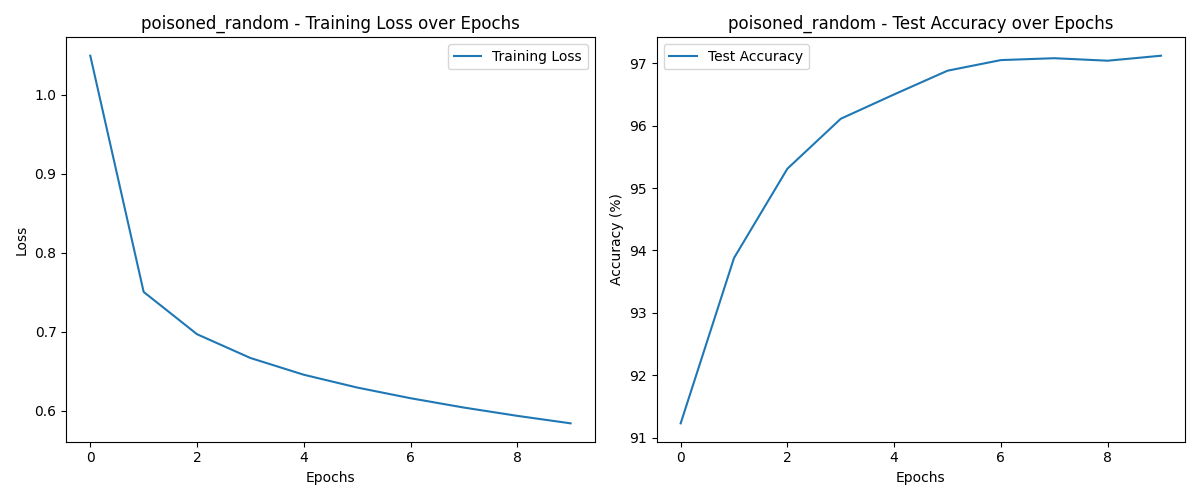 poisoned_random - Training Loss over Epochs
Training Loss
1.0
0.9
0.8
0.7
0.6
Loss
0 2 4 6 8
Epochs
poisoned_random - Test Accuracy over Epochs
Test Accuracy
97
96
95
94
93
92
91
Accuracy (%)
0 2 4 6 8
Epochs